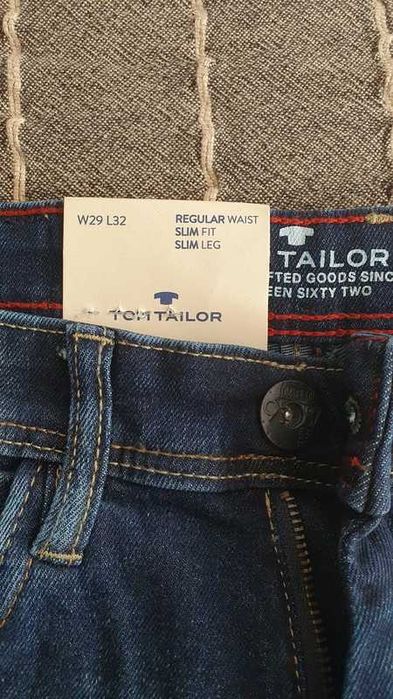 W29 L32
REGULAR WAIST
SLIM FIT
SLIM LEG
TOM TAILOR
TAILOR
FTED GOODS SINC
EEN SIXTY TWO